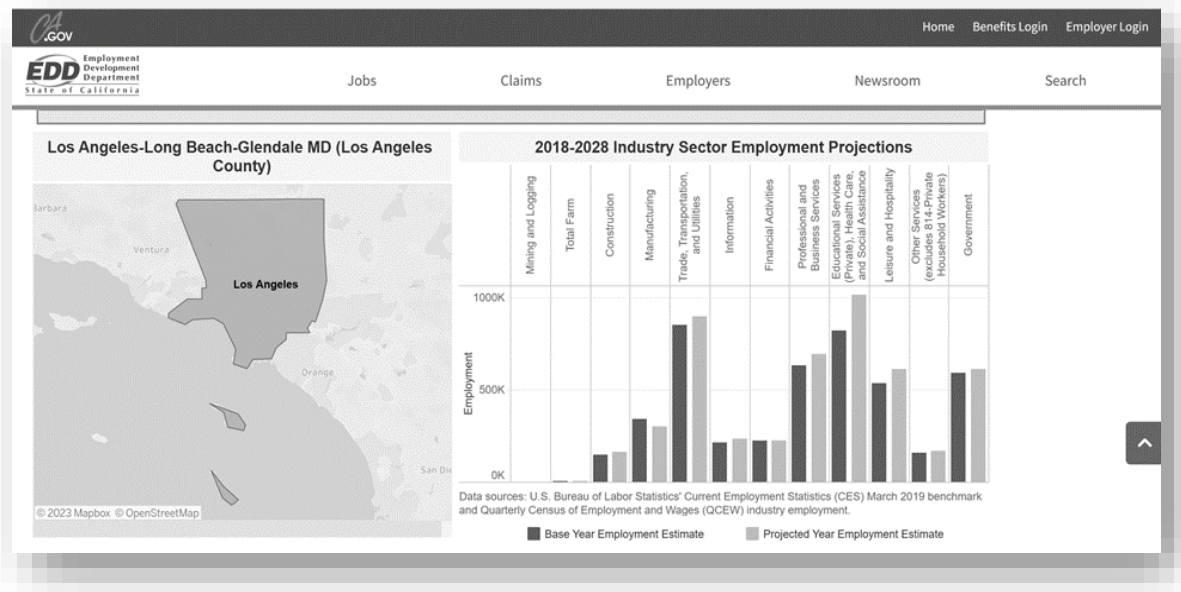 CA
.GOV
Home Benefits Login Employer Login
EDD Employment
Development
Department
State of California
Jobs Claims Employers Newsroom Search
Los Angeles-Long Beach-Glendale MD (Los Angeles
County)
Barbara
Ventura
Los Angeles
Orange
San Die
© 2023 Mapbox © OpenStreetMap
2018-2028 Industry Sector Employment Projections
Mining and Logging
Total Farm
Construction
Manufacturing
Trade, Transportation,
and Utilities
Information
Financial Activities
Professional and
Business Services
Educational Services
(Private), Health Care,
and Social Assistance
Leisure and Hospitality
Other Services
(excludes 814-Private
Household Workers)
Government
Employment
1000K
500K
0K
Data sources: U.S. Bureau of Labor Statistics' Current Employment Statistics (CES) March 2019 benchmark
and Quarterly Census of Employment and Wages (QCEW) industry employment.
Base Year Employment Estimate Projected Year Employment Estimate